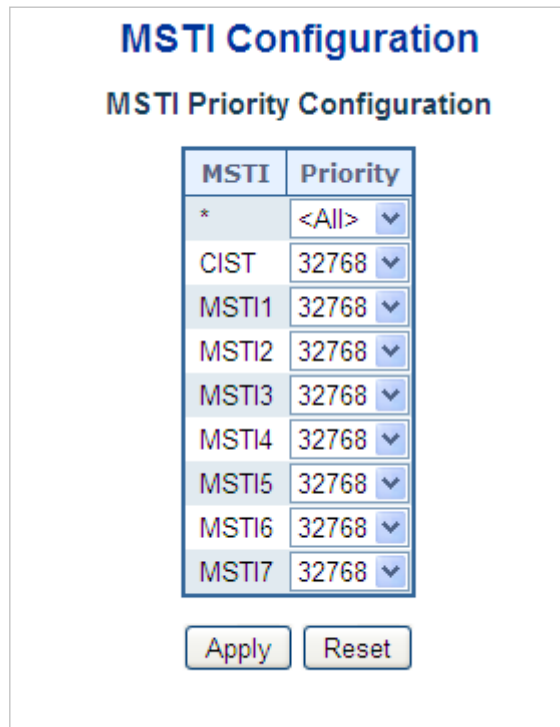 MSTI Configuration
MSTI Priority Configuration
MSTI Priority
* <All>
CIST 32768
MSTI1 32768
MSTI2 32768
MSTI3 32768
MSTI4 32768
MSTI5 32768
MSTI6 32768
MSTI7 32768
Apply Reset